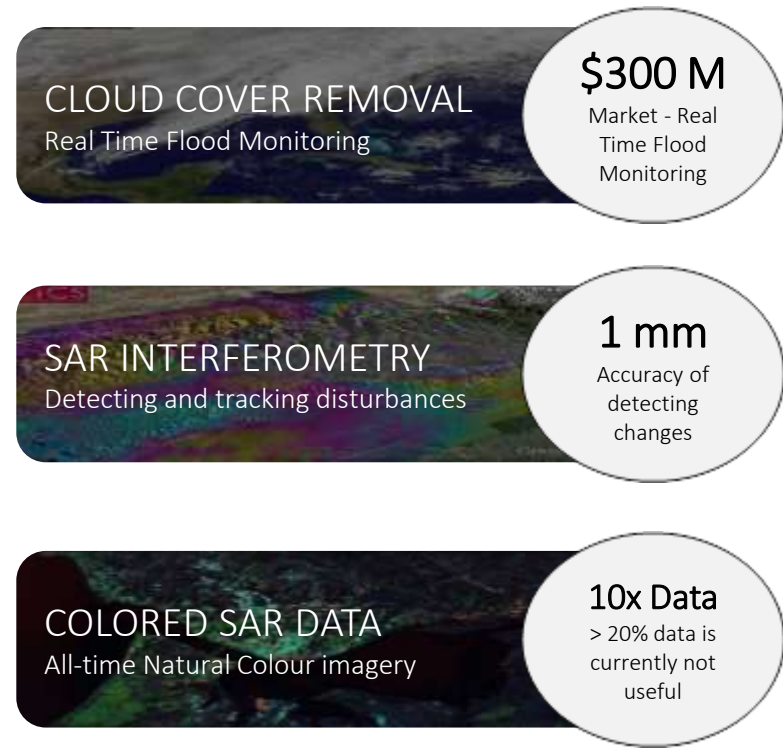 CLOUD COVER REMOVAL
Real Time Flood Monitoring
$300 M
Market - Real
Time Flood
Monitoring
SAR INTERFEROMETRY
Detecting and tracking disturbances
1 mm
Accuracy of
detecting
changes
COLORED SAR DATA
All-time Natural Colour imagery
10x Data
> 20% data is
currently not
useful